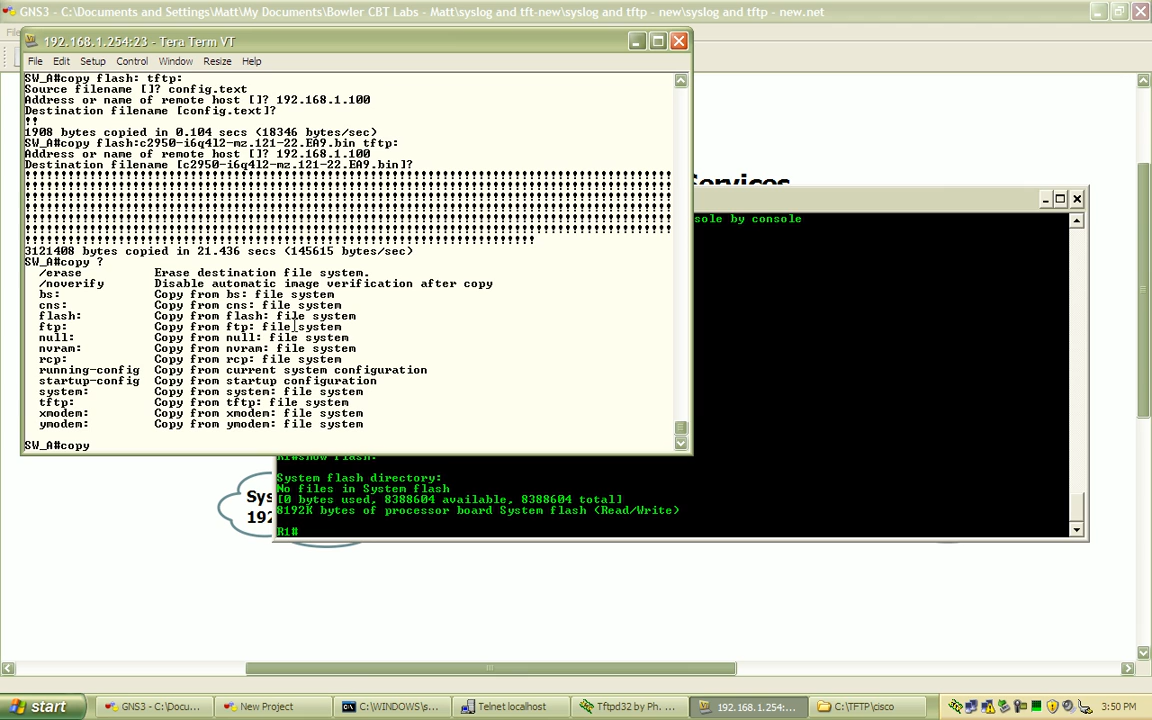 GNS3 - C:\Documents and Settings\Matt\My Documents\Bowler CBT Labs - Matt\syslog and tft-new\syslog and tftp - new\syslog and tftp - new.net
192.168.1.254:23 - Tera Term VT
File Edit Setup Control Window Resize Help
SW_A#copy flash: tftp:
Source filename []? config.text
Address or name of remote host []? 192.168.1.100
Destination filename [config.text]?
!!
1908 bytes copied in 0.104 secs (18346 bytes/sec)
SW_A#copy flash:c2950-i6q4l2-mz.121-22.EA9.bin tftp:
Address or name of remote host []? 192.168.1.100
Destination filename [c2950-i6q4l2-mz.121-22.EA9.bin]?
3121408 bytes copied in 21.436 secs (145615 bytes/sec)
SW_A#copy ?
/erase Erase destination file system.
/noverify Disable automatic image verification after copy
bs: Copy from bs: file system
cns: Copy from cns: file system
flash: Copy from flash: file system
ftp: Copy from ftp: file system
null: Copy from null: file system
nvram: Copy from nvram: file system
rcp: Copy from rcp: file system
running-config Copy from current system configuration
startup-config Copy from startup configuration
system: Copy from system: file system
tftp: Copy from tftp: file system
xmodem: Copy from xmodem: file system
ymodem: Copy from ymodem: file system
SW_A#copy
Services
sole by console
R1#show flash:
System flash directory:
No files in System flash
[0 bytes used, 8388604 available, 8388604 total]
8192K bytes of processor board System flash (Read/Write)
R1#
Sys
192
start
GNS3 - C:\Docu...
New Project
C:\WINDOWS\s...
Telnet localhost
Tftpd32 by Ph. ...
192.168.1.254:...
C:\TFTP\cisco
3:50 PM